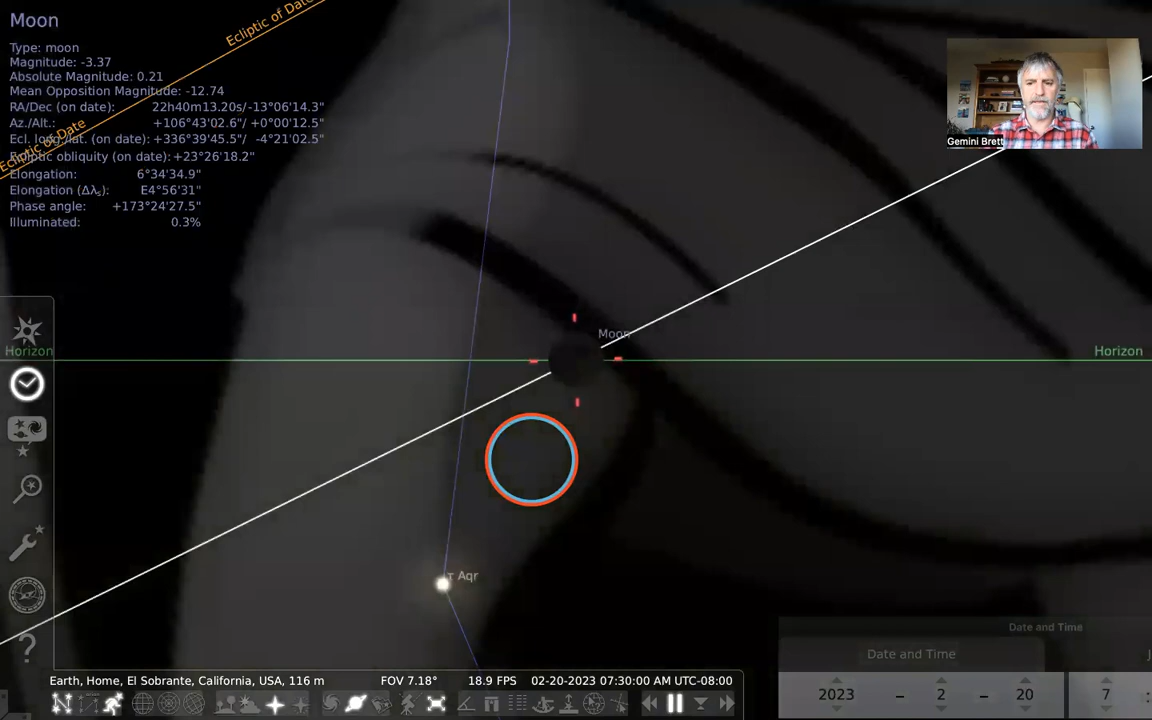 Moon
Type: moon
Magnitude: -3.37
Absolute Magnitude: 0.21
Mean Opposition Magnitude: -12.74
RA/Dec (on date): 22h40m13.20s/-13°06'14.3"
Az./Alt.: +106°43'02.6"/ +0°00'12.5"
Ecl. long./lat. (on date): +336°39'45.5"/ -4°21'02.5"
Ecliptic obliquity (on date): +23°26'18.2"
Elongation: 6°34'34.9"
Elongation (Δλₛ): E4°56'31"
Phase angle: +173°24'27.5"
Illuminated: 0.3%
Ecliptic of Date
Ecliptic of Date
Gemini Brett
Moon
Horizon
Horizon
τ Aqr
Date and Time
Date and Time
2023 – 2 – 20 7 :
Earth, Home, El Sobrante, California, USA, 116 m FOV 7.18° 18.9 FPS 02-20-2023 07:30:00 AM UTC-08:00